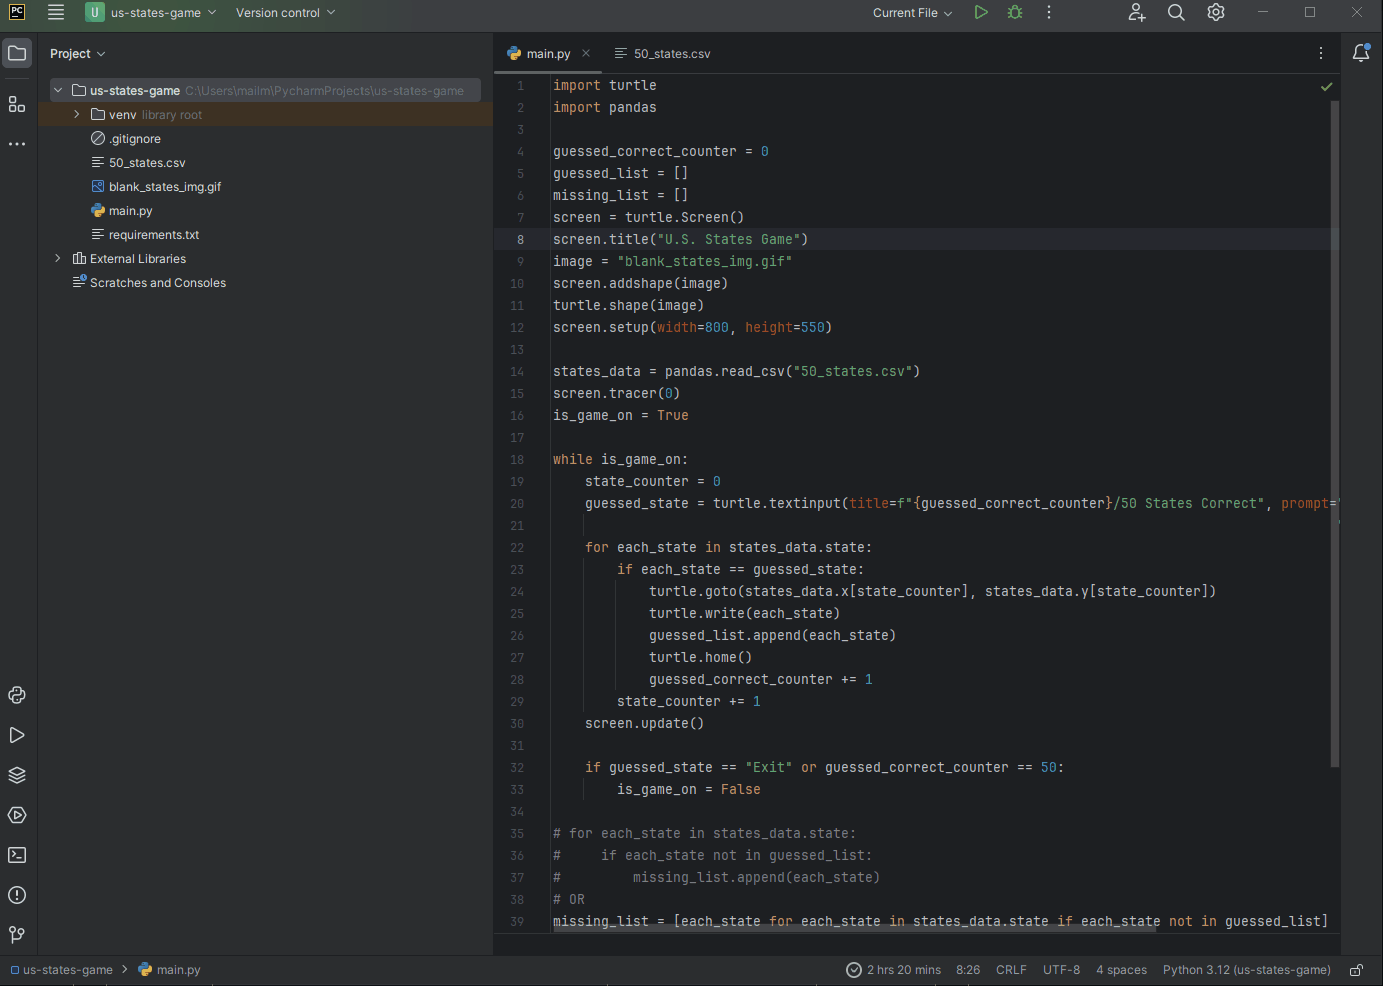 PC
U us-states-game Version control Current File
Project
main.py
50_states.csv
us-states-game C:\Users\mailm\PycharmProjects\us-states-game
venv library root
.gitignore
50_states.csv
blank_states_img.gif
main.py
requirements.txt
External Libraries
Scratches and Consoles
1 import turtle
2 import pandas
3
4 guessed_correct_counter = 0
5 guessed_list = []
6 missing_list = []
7 screen = turtle.Screen()
8 screen.title("U.S. States Game")
9 image = "blank_states_img.gif"
10 screen.addshape(image)
11 turtle.shape(image)
12 screen.setup(width=800, height=550)
13
14 states_data = pandas.read_csv("50_states.csv")
15 screen.tracer(0)
16 is_game_on = True
17
18 while is_game_on:
19     state_counter = 0
20     guessed_state = turtle.textinput(title=f"{guessed_correct_counter}/50 States Correct", prompt="
21
22     for each_state in states_data.state:
23         if each_state == guessed_state:
24             turtle.goto(states_data.x[state_counter], states_data.y[state_counter])
25             turtle.write(each_state)
26             guessed_list.append(each_state)
27             turtle.home()
28             guessed_correct_counter += 1
29         state_counter += 1
30     screen.update()
31
32     if guessed_state == "Exit" or guessed_correct_counter == 50:
33         is_game_on = False
34
35 # for each_state in states_data.state:
36 #     if each_state not in guessed_list:
37 #         missing_list.append(each_state)
38 # OR
39 missing_list = [each_state for each_state in states_data.state if each_state not in guessed_list]
us-states-game > main.py 2 hrs 20 mins 8:26 CRLF UTF-8 4 spaces Python 3.12 (us-states-game)